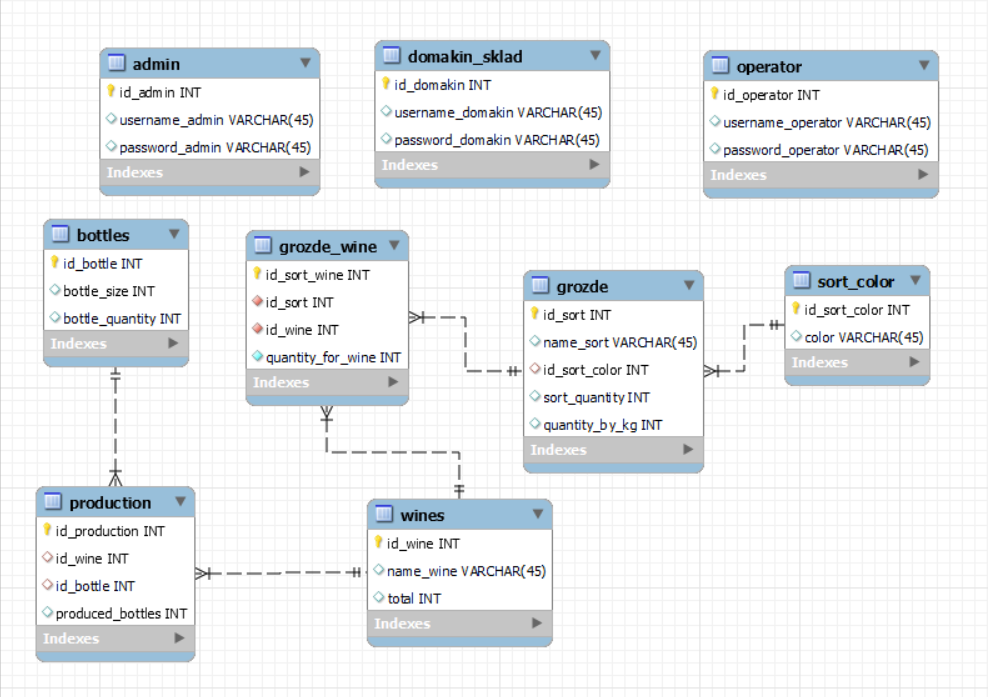 admin
id_admin INT
username_admin VARCHAR(45)
password_admin VARCHAR(45)
Indexes
domakin_sklad
id_domakin INT
username_domakin VARCHAR(45)
password_domakin VARCHAR(45)
Indexes
operator
id_operator INT
username_operator VARCHAR(45)
password_operator VARCHAR(45)
Indexes
bottles
id_bottle INT
bottle_size INT
bottle_quantity INT
Indexes
grozde_wine
id_sort_wine INT
id_sort INT
id_wine INT
quantity_for_wine INT
Indexes
grozde
id_sort INT
name_sort VARCHAR(45)
id_sort_color INT
sort_quantity INT
quantity_by_kg INT
Indexes
sort_color
id_sort_color INT
color VARCHAR(45)
Indexes
production
id_production INT
id_wine INT
id_bottle INT
produced_bottles INT
Indexes
wines
id_wine INT
name_wine VARCHAR(45)
total INT
Indexes